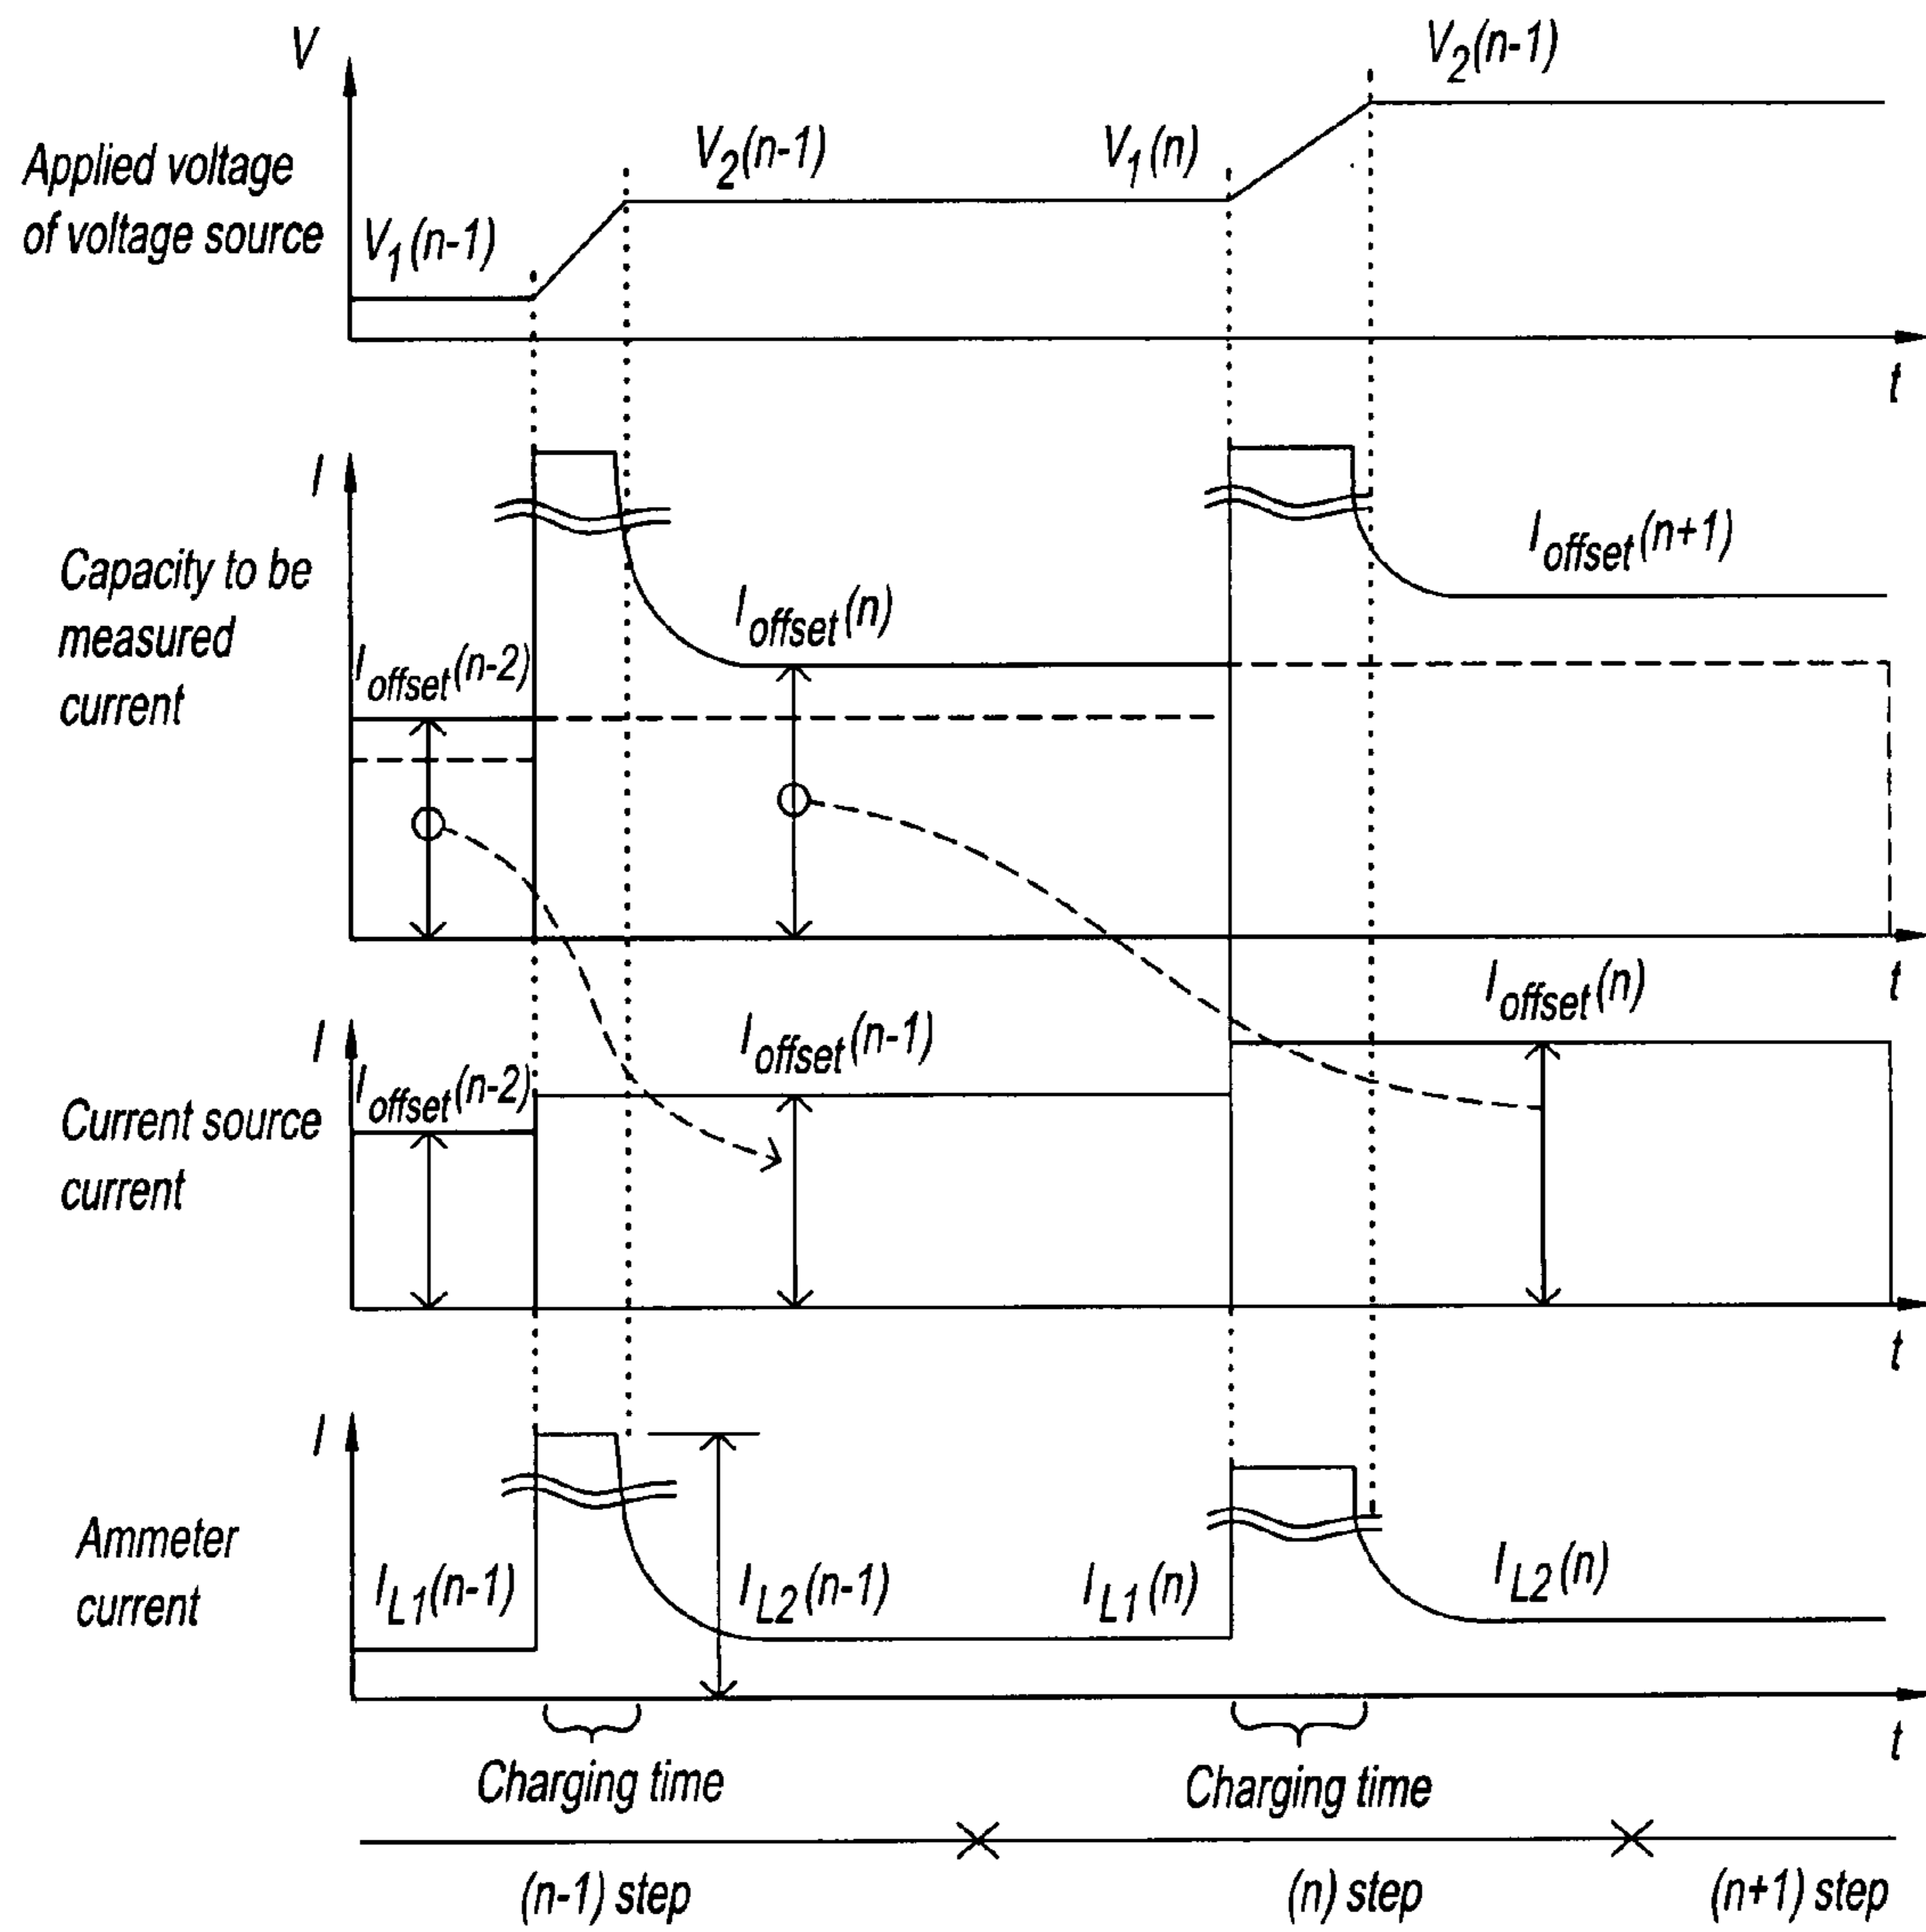 V
V2(n-1)
Applied voltage
of voltage source
V2(n-1)
V1(n)
V1(n-1)
t
I
Capacity to be
measured
current
Ioffset(n+1)
Ioffset(n)
Ioffset(n-2)
t
I
Current source
current
Ioffset(n)
Ioffset(n-1)
Ioffset(n-2)
t
I
Ammeter
current
IL1(n-1)
IL2(n-1)
IL1(n)
IL2(n)
t
Charging time
Charging time
(n-1) step
(n) step
(n+1) step